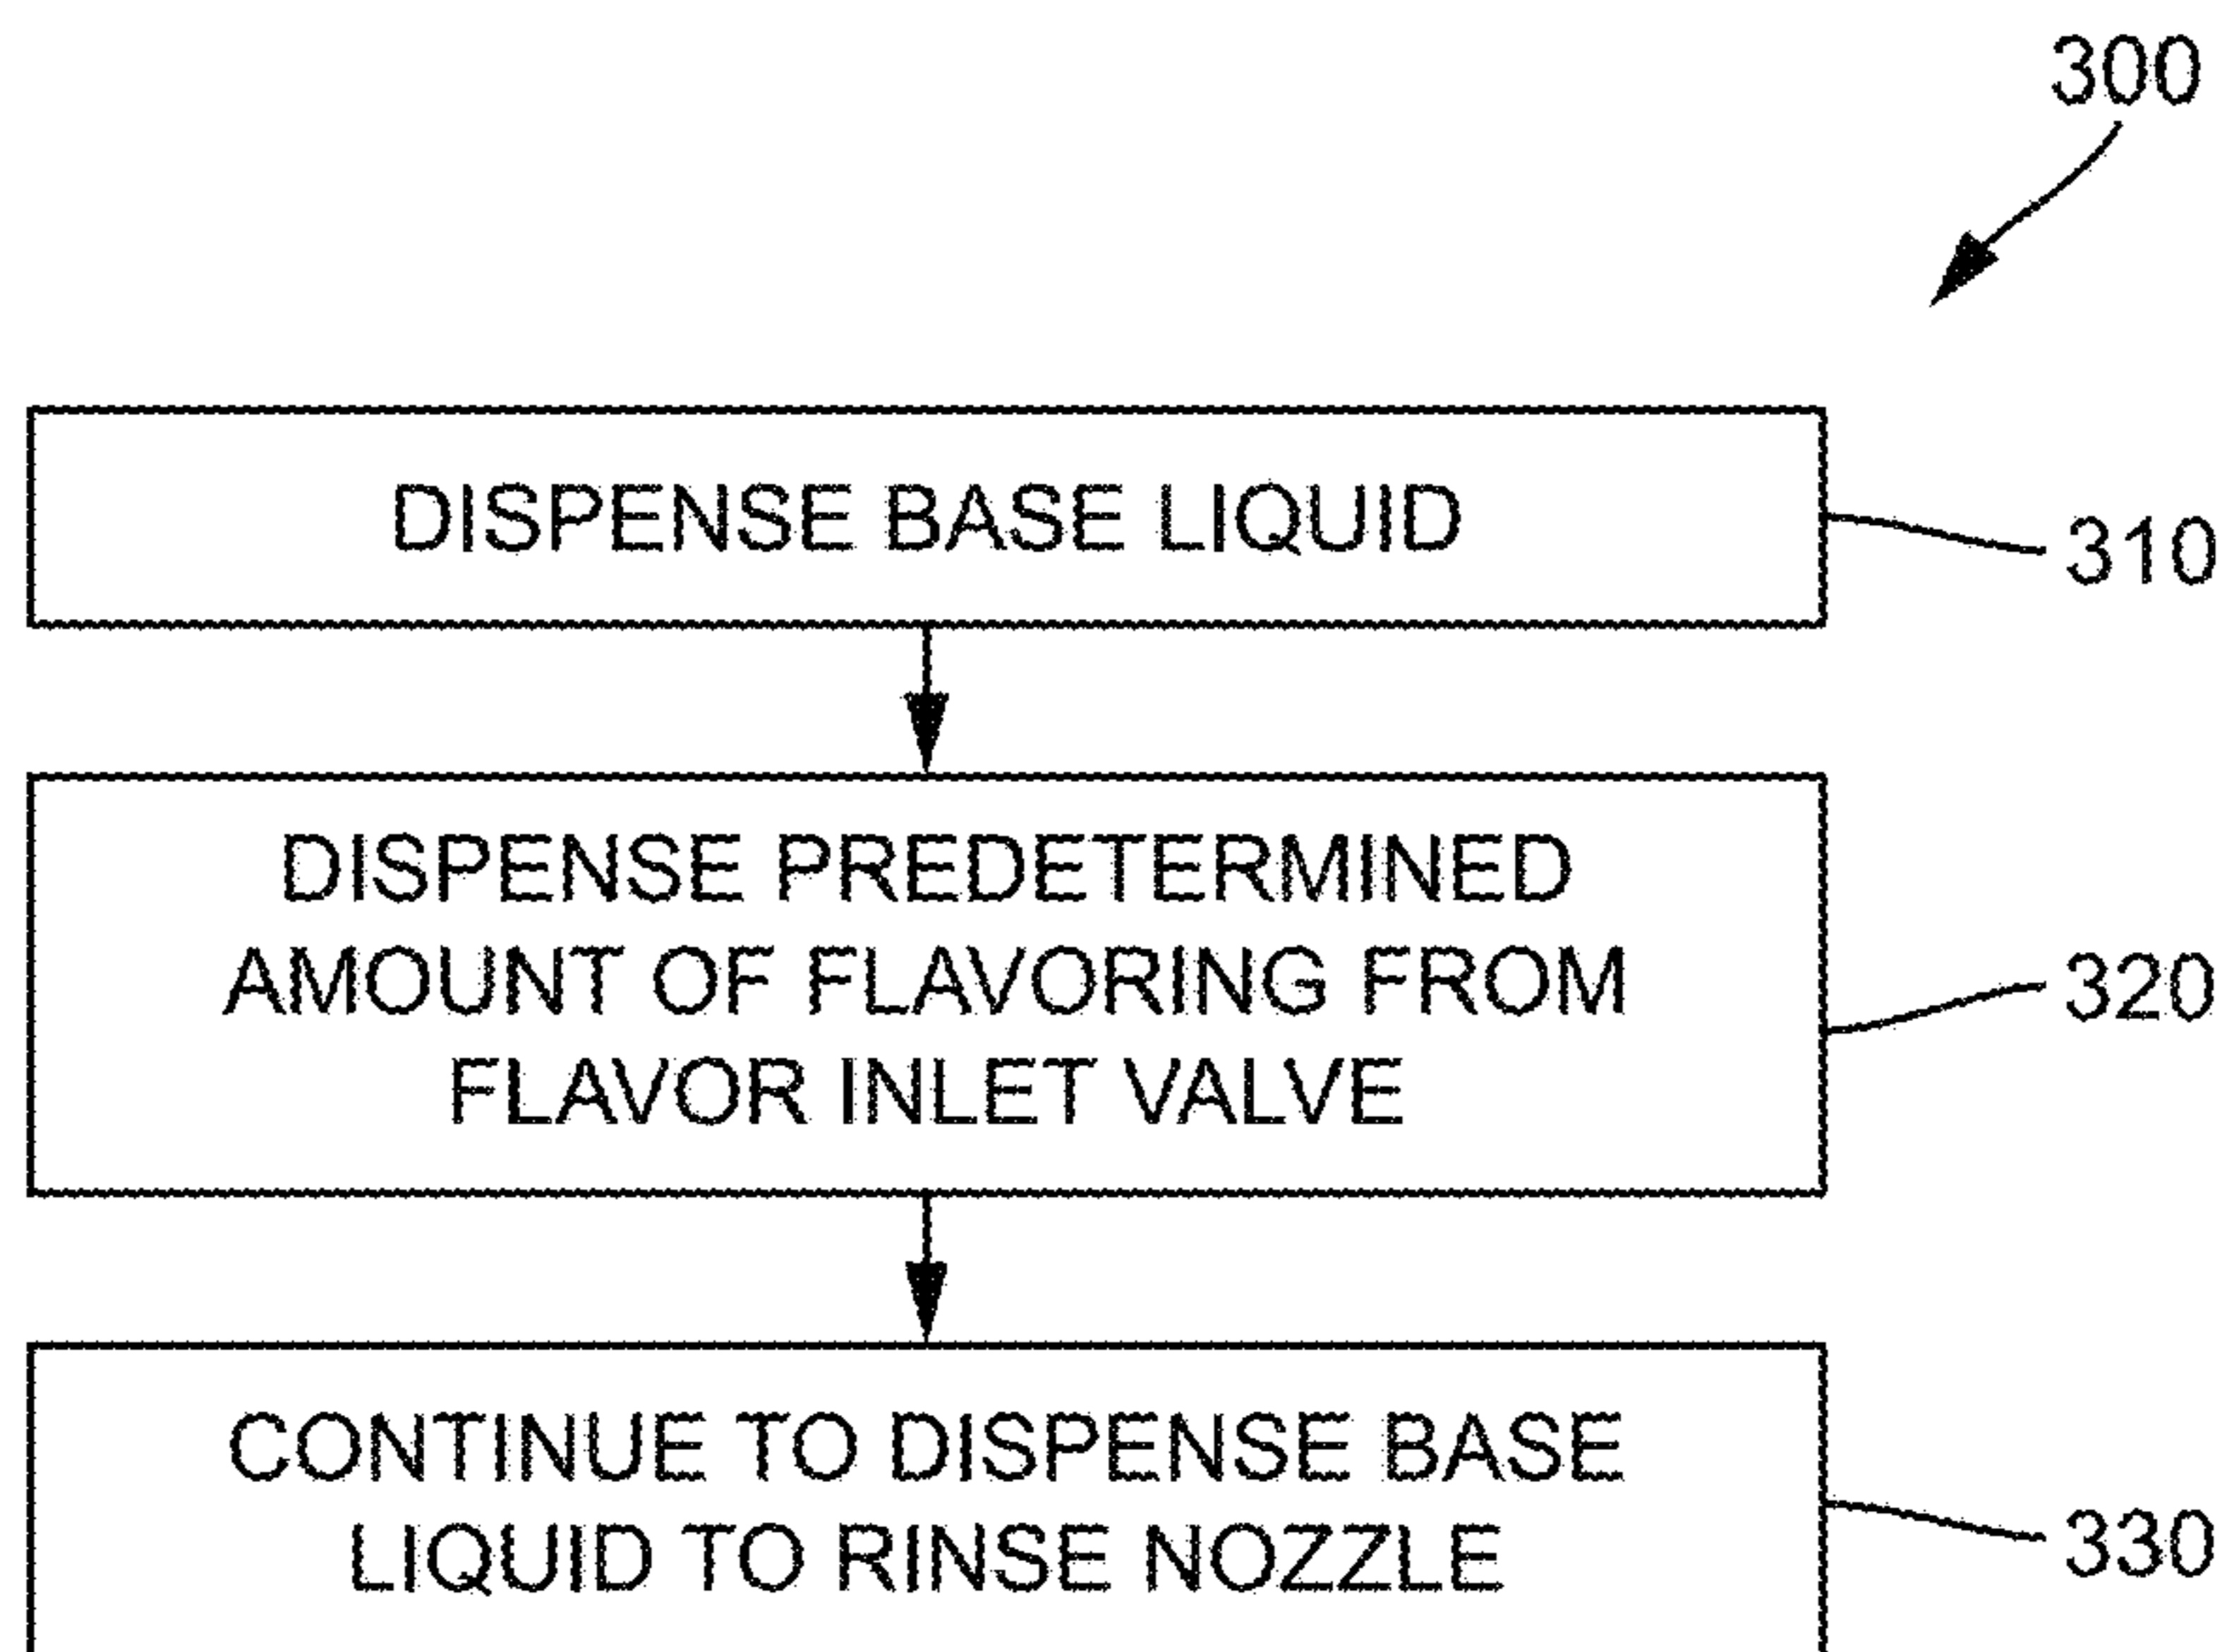 300
DISPENSE BASE LIQUID
310
DISPENSE PREDETERMINED
AMOUNT OF FLAVORING FROM
FLAVOR INLET VALVE
320
CONTINUE TO DISPENSE BASE
LIQUID TO RINSE NOZZLE
330